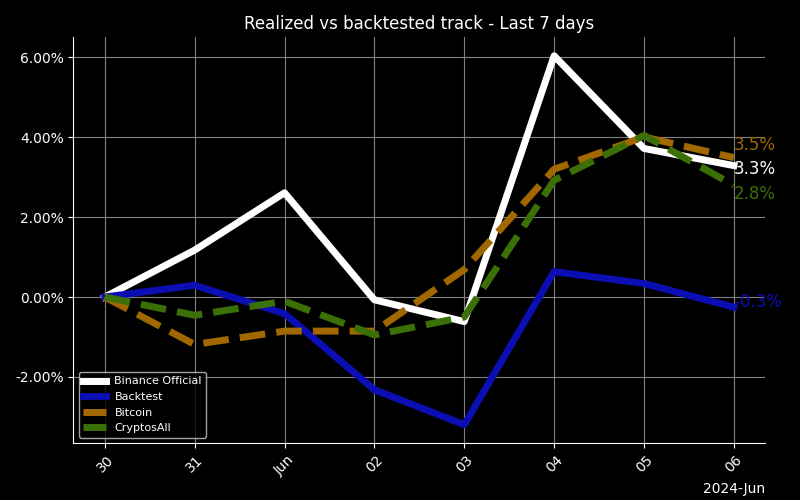 Realized vs backtested track - Last 7 days
6.00%
4.00%
2.00%
0.00%
-2.00%
3.5%
3.3%
2.8%
-0.3%
Binance Official
Backtest
Bitcoin
CryptosAll
30
31
Jun
02
03
04
05
06
2024-Jun